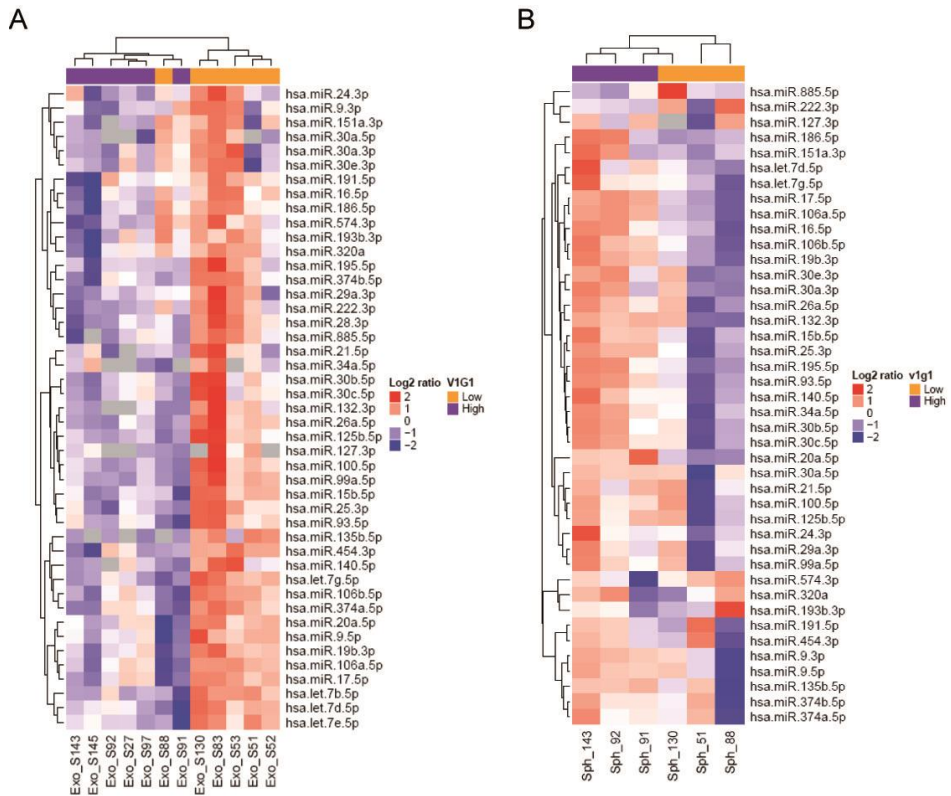 A
hsa.miR.24.3p
hsa.miR.9.3p
hsa.miR.151a.3p
hsa.miR.30a.5p
hsa.miR.30a.3p
hsa.miR.30e.3p
hsa.miR.191.5p
hsa.miR.16.5p
hsa.miR.186.5p
hsa.miR.574.3p
hsa.miR.193b.3p
hsa.miR.320a
hsa.miR.195.5p
hsa.miR.374b.5p
hsa.miR.29a.3p
hsa.miR.222.3p
hsa.miR.28.3p
hsa.miR.885.5p
hsa.miR.21.5p
hsa.miR.34a.5p
hsa.miR.30b.5p
hsa.miR.30c.5p
hsa.miR.132.3p
hsa.miR.26a.5p
hsa.miR.125b.5p
hsa.miR.127.3p
hsa.miR.100.5p
hsa.miR.99a.5p
hsa.miR.15b.5p
hsa.miR.25.3p
hsa.miR.93.5p
hsa.miR.135b.5p
hsa.miR.454.3p
hsa.miR.140.5p
hsa.let.7g.5p
hsa.miR.106b.5p
hsa.miR.374a.5p
hsa.miR.20a.5p
hsa.miR.9.5p
hsa.miR.19b.3p
hsa.miR.106a.5p
hsa.miR.17.5p
hsa.let.7b.5p
hsa.let.7d.5p
hsa.let.7e.5p
Exo_S143
Exo_S145
Exo_S92
Exo_S27
Exo_S97
Exo_S88
Exo_S91
Exo_S130
Exo_S83
Exo_S53
Exo_S51
Exo_S52
Log2 ratio V1G1
2 Low
1 High
0
−1
−2
B
hsa.miR.885.5p
hsa.miR.222.3p
hsa.miR.127.3p
hsa.miR.186.5p
hsa.miR.151a.3p
hsa.let.7d.5p
hsa.let.7g.5p
hsa.miR.17.5p
hsa.miR.106a.5p
hsa.miR.16.5p
hsa.miR.106b.5p
hsa.miR.19b.3p
hsa.miR.30e.3p
hsa.miR.30a.3p
hsa.miR.26a.5p
hsa.miR.132.3p
hsa.miR.15b.5p
hsa.miR.25.3p
hsa.miR.195.5p
hsa.miR.93.5p
hsa.miR.140.5p
hsa.miR.34a.5p
hsa.miR.30b.5p
hsa.miR.30c.5p
hsa.miR.20a.5p
hsa.miR.30a.5p
hsa.miR.21.5p
hsa.miR.100.5p
hsa.miR.125b.5p
hsa.miR.24.3p
hsa.miR.29a.3p
hsa.miR.99a.5p
hsa.miR.574.3p
hsa.miR.320a
hsa.miR.193b.3p
hsa.miR.191.5p
hsa.miR.454.3p
hsa.miR.9.3p
hsa.miR.9.5p
hsa.miR.135b.5p
hsa.miR.374b.5p
hsa.miR.374a.5p
Sph_143
Sph_92
Sph_91
Sph_130
Sph_51
Sph_88
Log2 ratio v1g1
2 Low
1 High
0
−1
−2